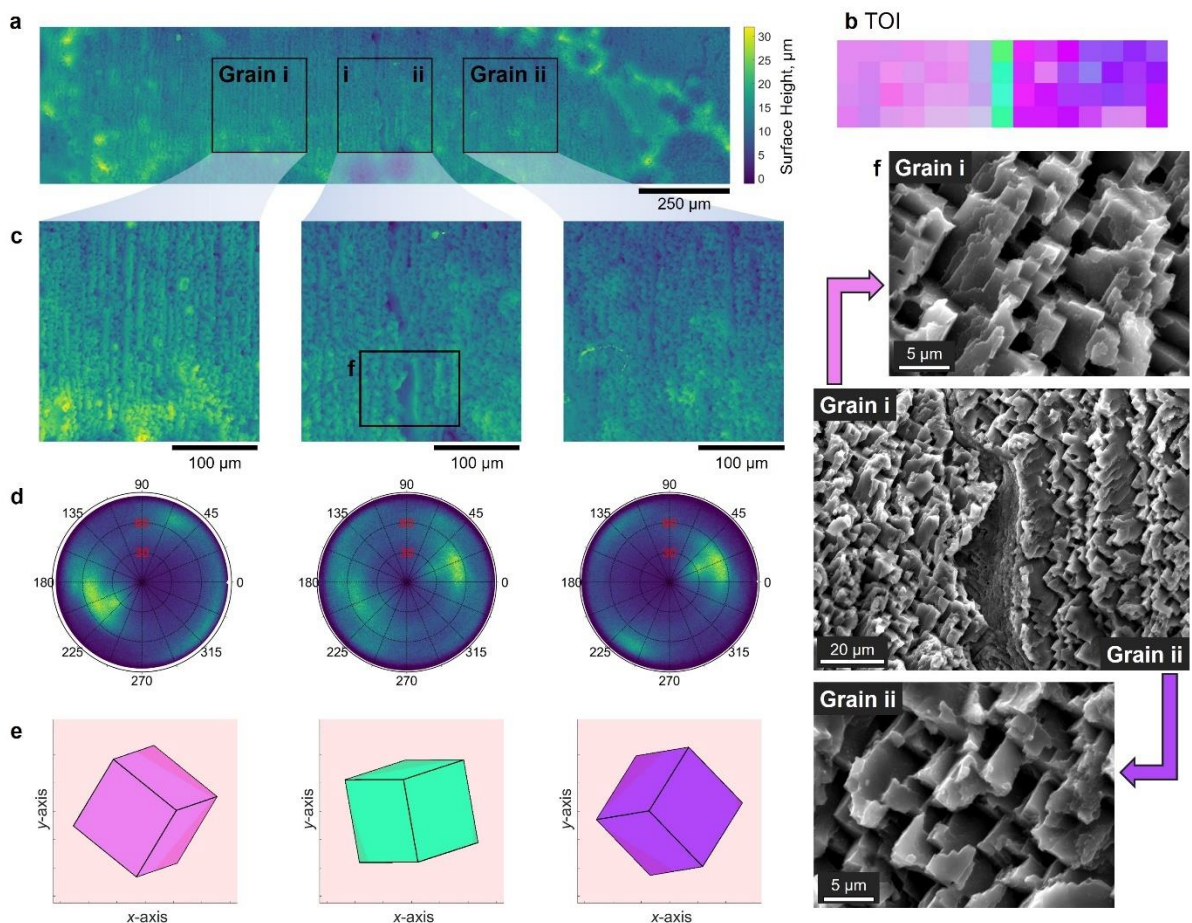 a
Grain i
i ii
Grain ii
30
25
20
15
10
5
0
Surface Height, µm
250 µm
b TOI
c
f
100 µm
100 µm
100 µm
d
90
135 45
180 0
225 315
270
90
135 45
180 0
225 315
270
90
135 45
180 0
225 315
270
e
y-axis
x-axis
y-axis
x-axis
y-axis
x-axis
f Grain i
5 µm
Grain i
20 µm
Grain ii
Grain ii
5 µm